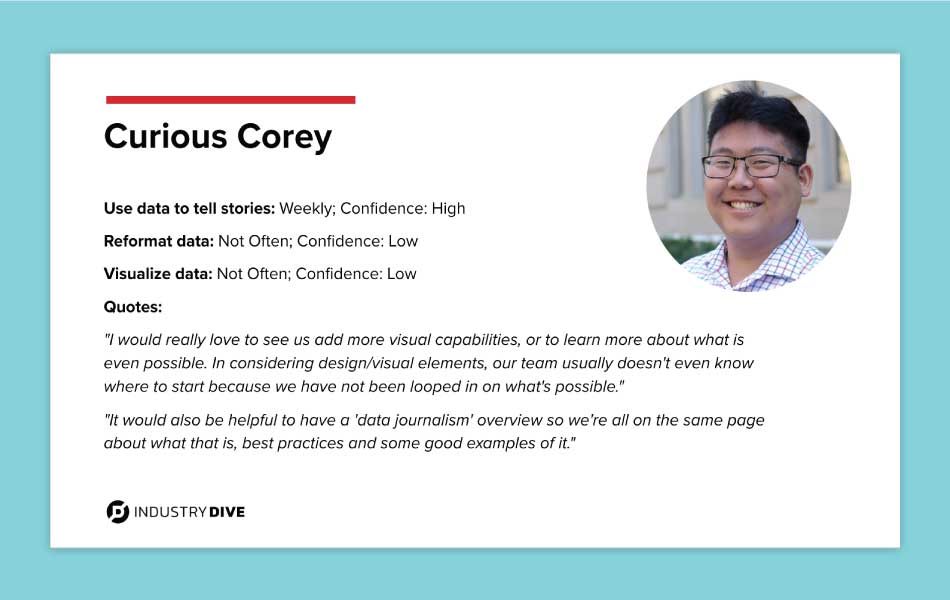 Curious Corey
Use data to tell stories: Weekly; Confidence: High
Reformat data: Not Often; Confidence: Low
Visualize data: Not Often; Confidence: Low
Quotes:
"I would really love to see us add more visual capabilities, or to learn more about what is
even possible. In considering design/visual elements, our team usually doesn't even know
where to start because we have not been looped in on what's possible."
"It would also be helpful to have a 'data journalism' overview so we're all on the same page
about what that is, best practices and some good examples of it."
INDUSTRY DIVE